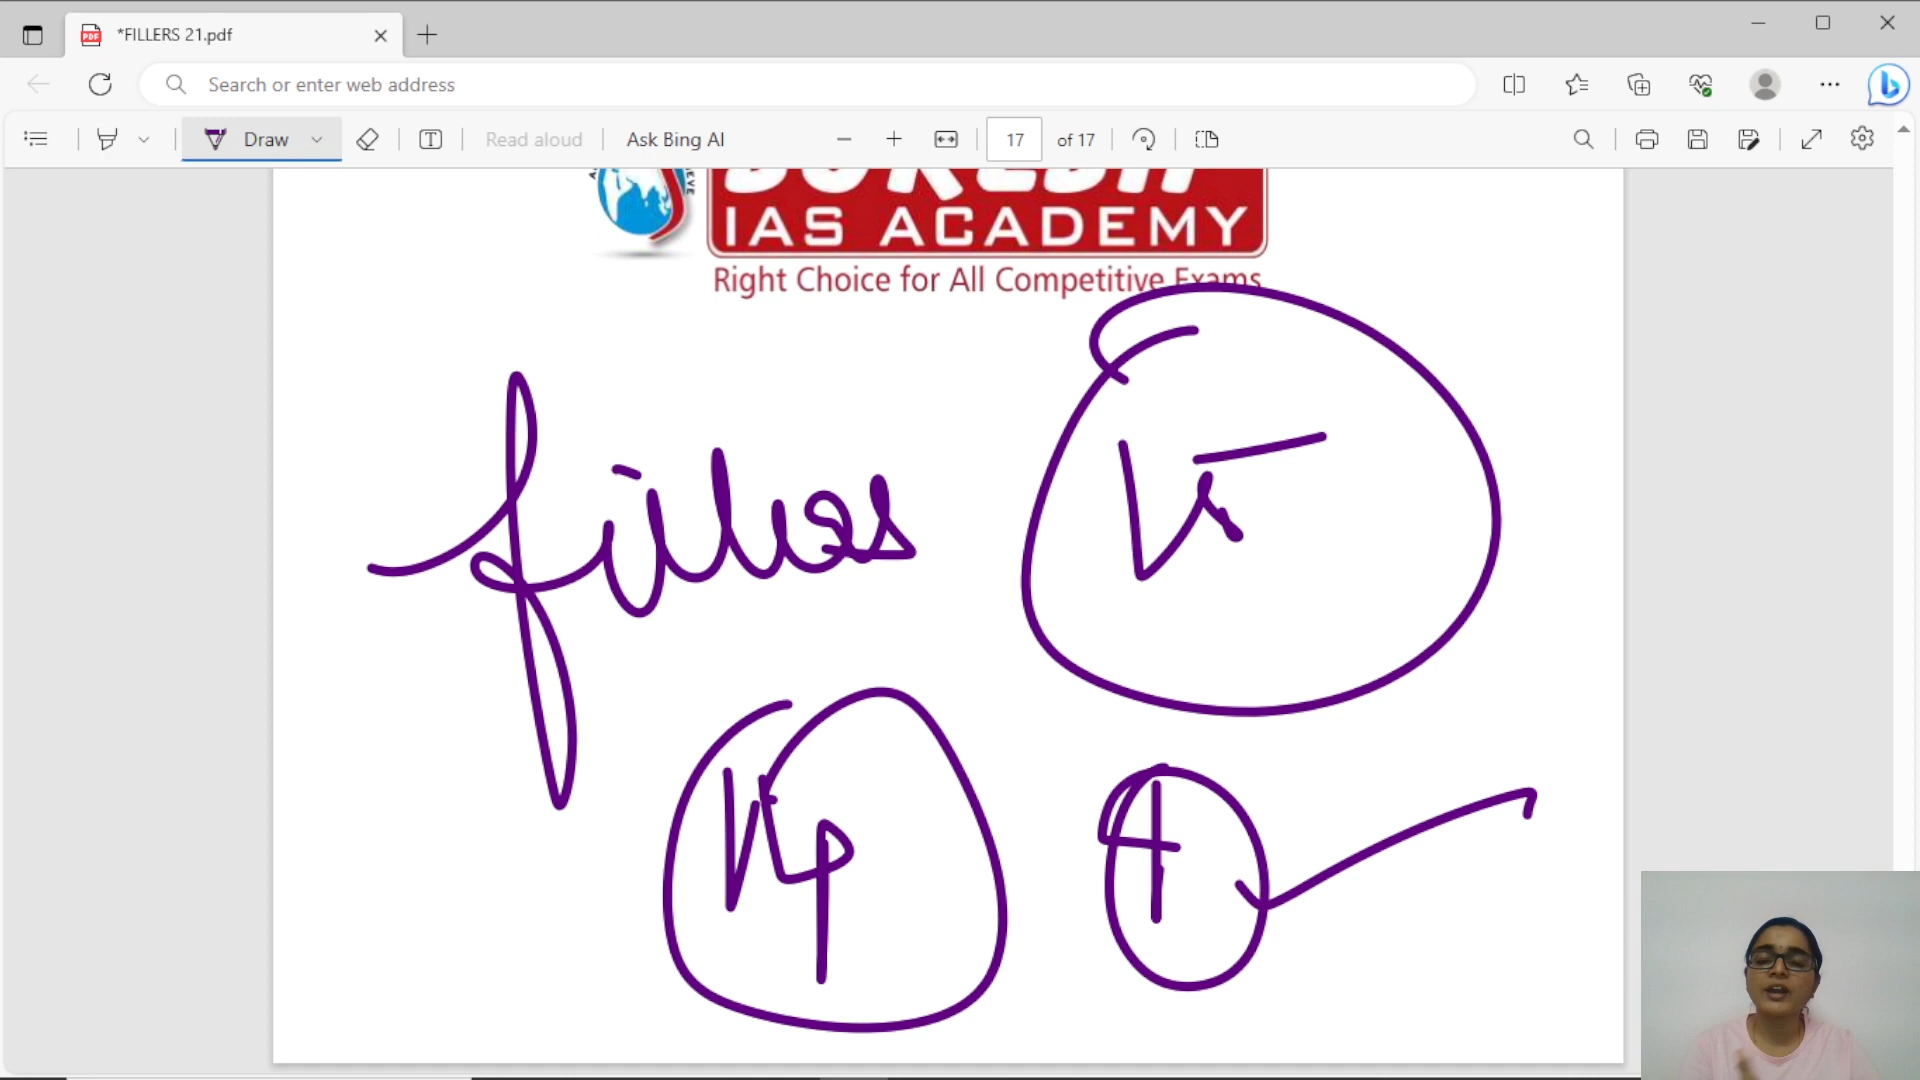 *FILLERS 21.pdf
Search or enter web address
Draw
Read aloud
Ask Bing AI
17 of 17
IAS ACADEMY
Right Choice for All Competitive Exams
fillers